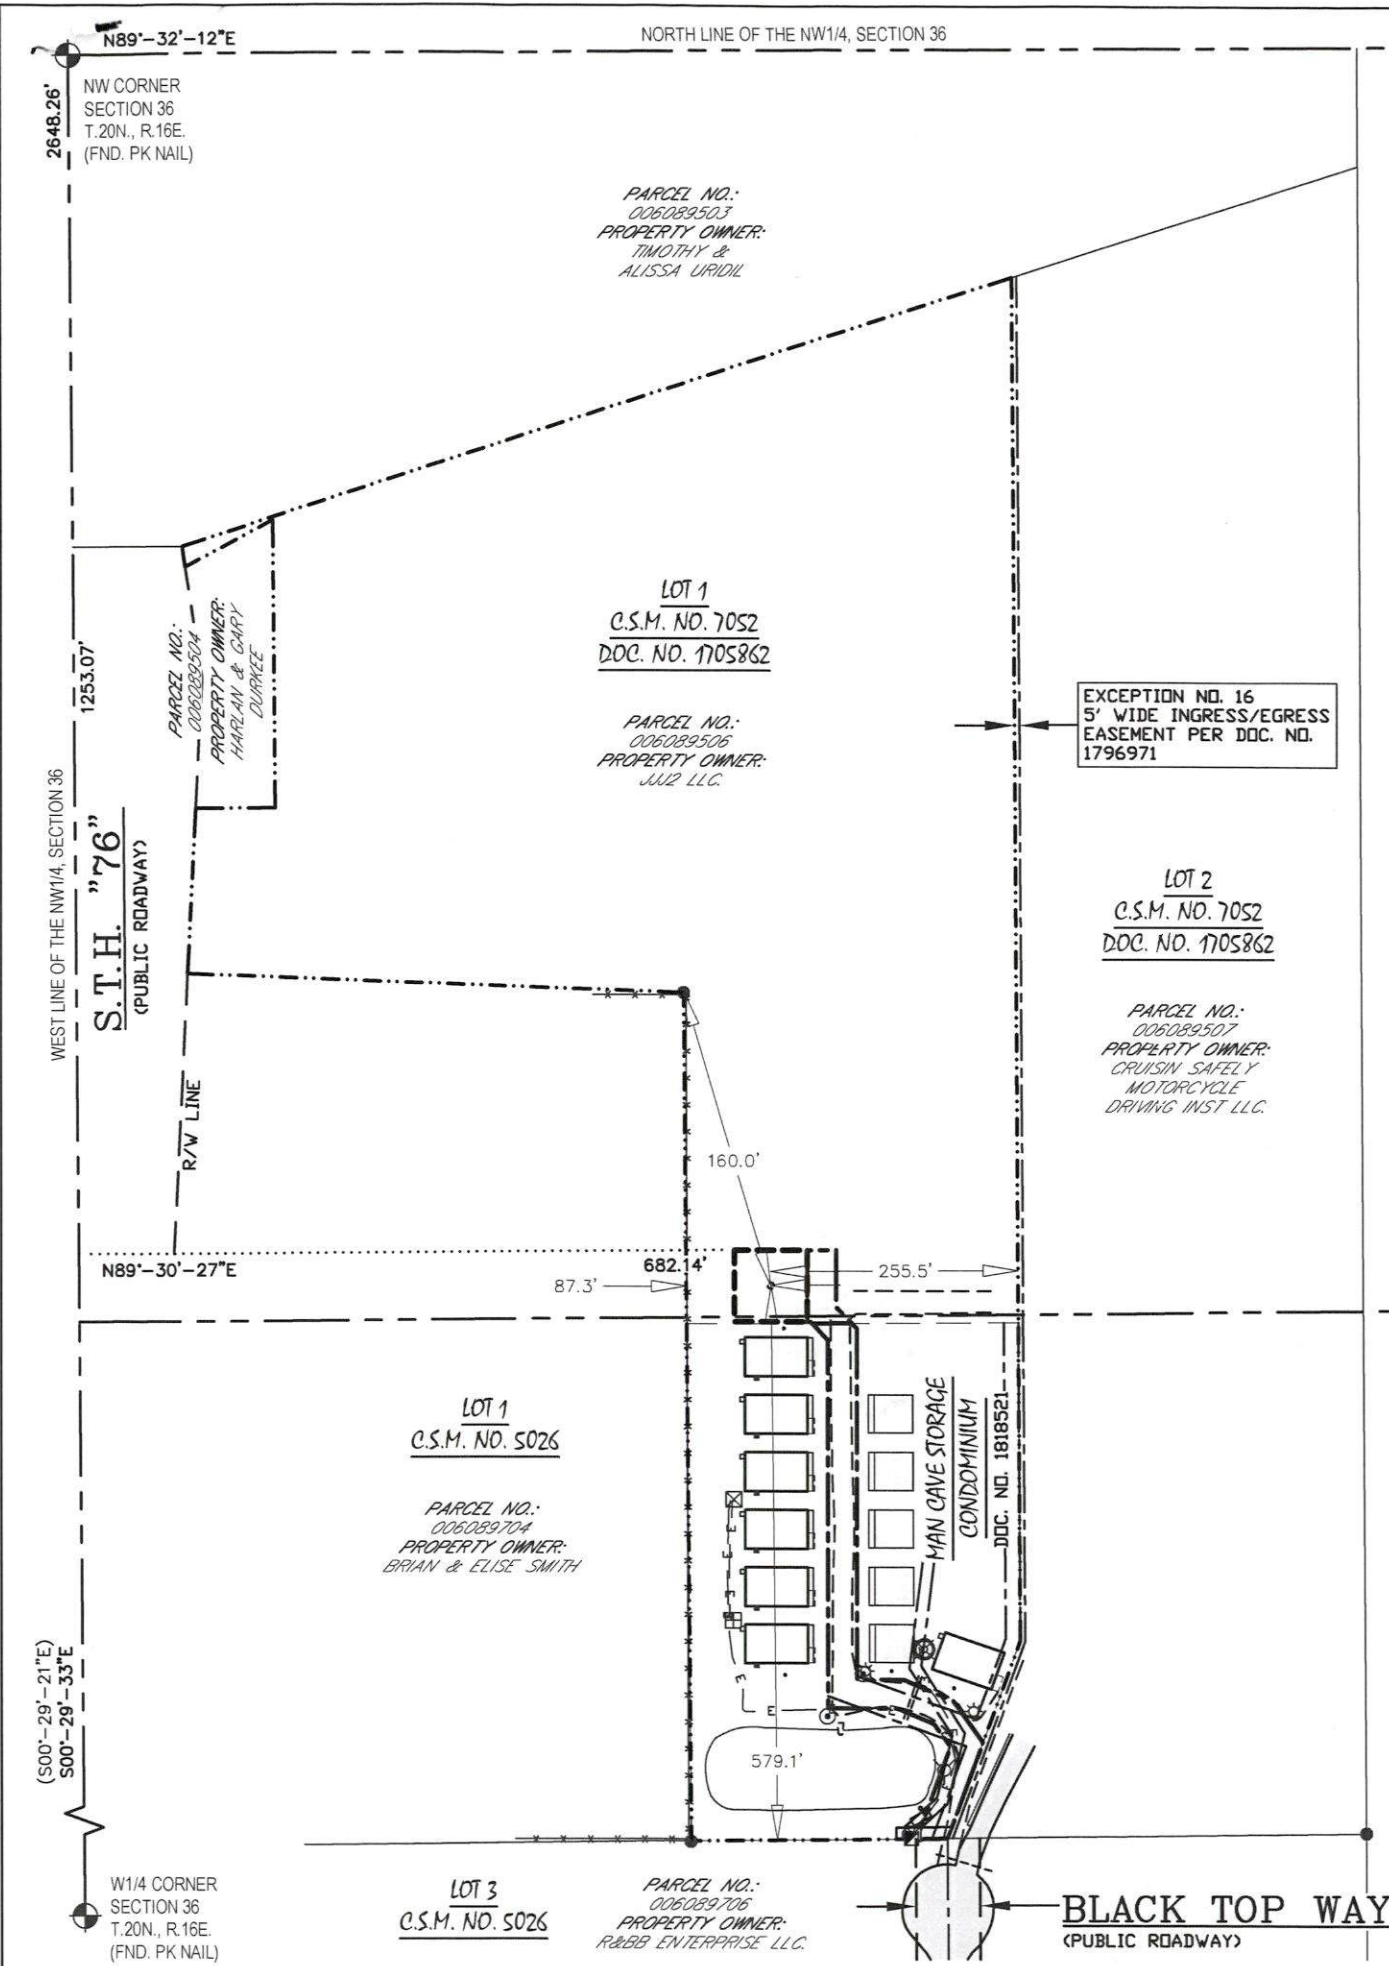 N89°-32'-12"E
NORTH LINE OF THE NW1/4, SECTION 36
2648.26'
NW CORNER
SECTION 36
T.20N., R.16E.
(FND. PK NAIL)
PARCEL NO.:
006089503
PROPERTY OWNER:
TIMOTHY &
ALISSA URIDIL
1253.07'
PARCEL NO.:
006089504
PROPERTY OWNER:
HARLAN & GARY
DURKEE
LOT 1
C.S.M. NO. 7052
DOC. NO. 1705862
PARCEL NO.:
006089506
PROPERTY OWNER:
JJJ2 LLC.
EXCEPTION NO. 16
5' WIDE INGRESS/EGRESS
EASEMENT PER DOC. NO.
1796971
WEST LINE OF THE NW1/4, SECTION 36
S.T.H. "76"
(PUBLIC ROADWAY)
LOT 2
C.S.M. NO. 7052
DOC. NO. 1705862
PARCEL NO.:
006089507
PROPERTY OWNER:
CRUISIN SAFELY
MOTORCYCLE
DRIVING INST LLC.
R/W LINE
160.0'
N89°-30'-27"E
682.14'
87.3'
255.5'
LOT 1
C.S.M. NO. 5026
PARCEL NO.:
006089704
PROPERTY OWNER:
BRIAN & ELISE SMITH
MAN CAVE STORAGE
CONDOMINIUM
DOC. NO. 1818521
E
E
E
E
E
E
(S00°-29'-21"E)
S00°-29'-33"E
579.1'
W1/4 CORNER
SECTION 36
T.20N., R.16E.
(FND. PK NAIL)
LOT 3
C.S.M. NO. 5026
PARCEL NO.:
006089706
PROPERTY OWNER:
R&BB ENTERPRISE LLC.
BLACK TOP WAY
(PUBLIC ROADWAY)